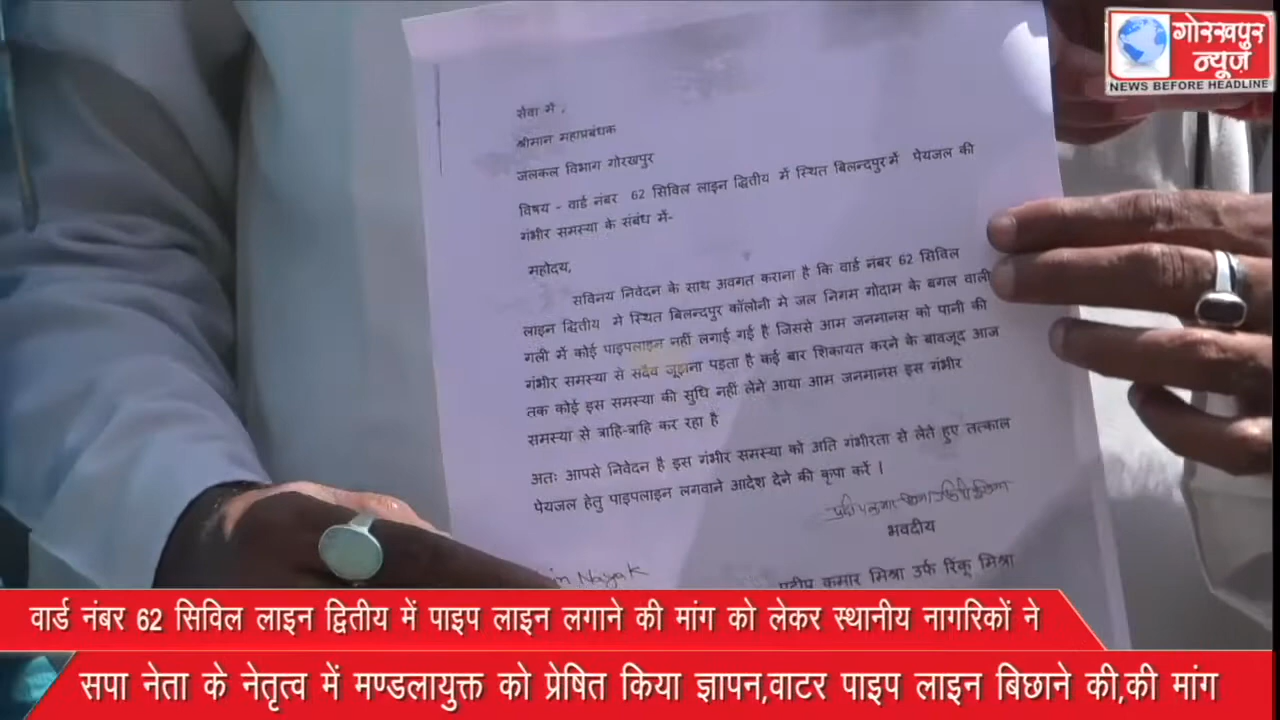 गोरखपुर
न्यूज़
NEWS BEFORE HEADLINE
सेवा में ,
श्रीमान महाप्रबंधक
जलकल विभाग गोरखपुर
विषय - वार्ड नंबर 62 सिविल लाइन द्वितीय में स्थित बिलन्दपुर में पेयजल की
गंभीर समस्या के संबंध में-
महोदय,
सविनय निवेदन के साथ अवगत कराना है कि वार्ड नंबर 62 सिविल
लाइन द्वितीय मे स्थित बिलन्दपुर कॉलोनी मे जल निगम गोदाम के बगल वाली
गली में कोई पाइपलाइन नहीं लगाई गई है जिससे आम जनमानस को पानी की
गंभीर समस्या से सदैव जूझना पड़ता है कई बार शिकायत करने के बावजूद आज
तक कोई इस समस्या की सुधि नहीं लेने आया आम जनमानस इस गंभीर
समस्या से त्राहि-त्राहि कर रहा है
अतः आपसे निवेदन है इस गंभीर समस्या को अति गंभीरता से लेते हुए तत्काल
पेयजल हेतु पाइपलाइन लगवाने आदेश देने की कृपा करें ।
भवदीय
Nayak
प्रदीप कुमार मिश्रा उर्फ रिंकू मिश्रा
वार्ड नंबर 62 सिविल लाइन द्वितीय में पाइप लाइन लगाने की मांग को लेकर स्थानीय नागरिकों ने
सपा नेता के नेतृत्व में मण्डलायुक्त को प्रेषित किया ज्ञापन,वाटर पाइप लाइन बिछाने की,की मांग